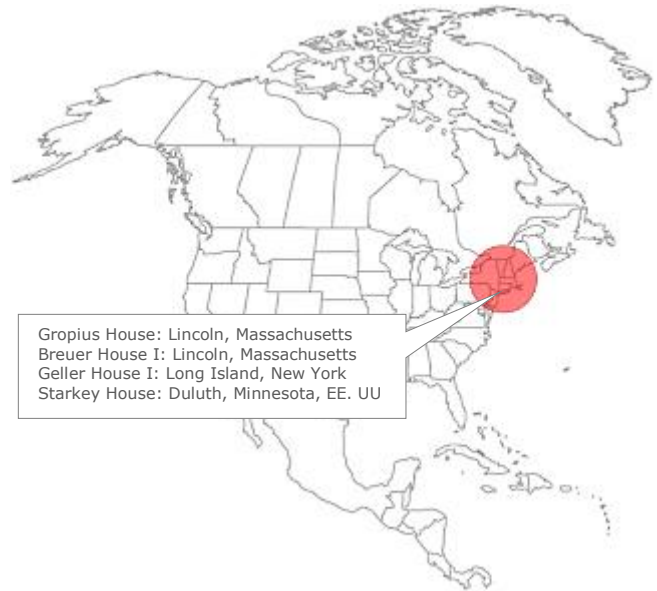 Gropius House: Lincoln, Massachusetts
Breuer House I: Lincoln, Massachusetts
Geller House I: Long Island, New York
Starkey House: Duluth, Minnesota, EE. UU